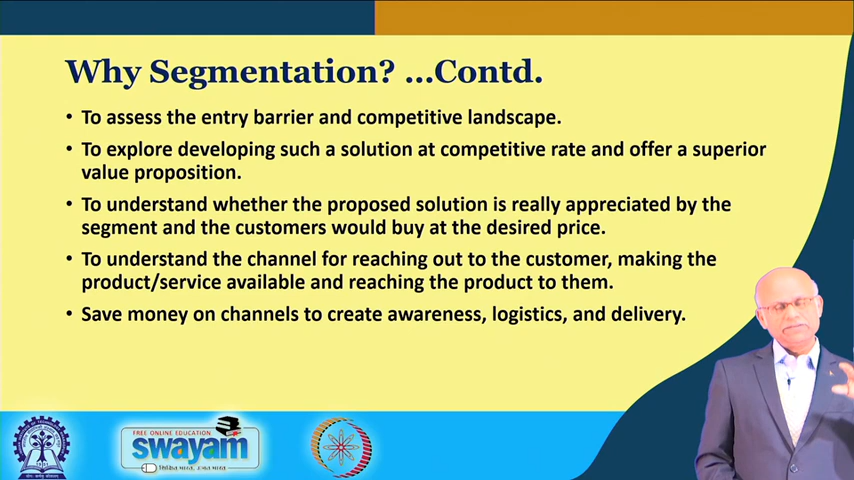 Why Segmentation? ...Contd.
• To assess the entry barrier and competitive landscape.
• To explore developing such a solution at competitive rate and offer a superior
value proposition.
• To understand whether the proposed solution is really appreciated by the
segment and the customers would buy at the desired price.
• To understand the channel for reaching out to the customer, making the
product/service available and reaching the product to them.
• Save money on channels to create awareness, logistics, and delivery.
FREE ONLINE EDUCATION
swayam
शिक्षित भारत, उन्नत भारत